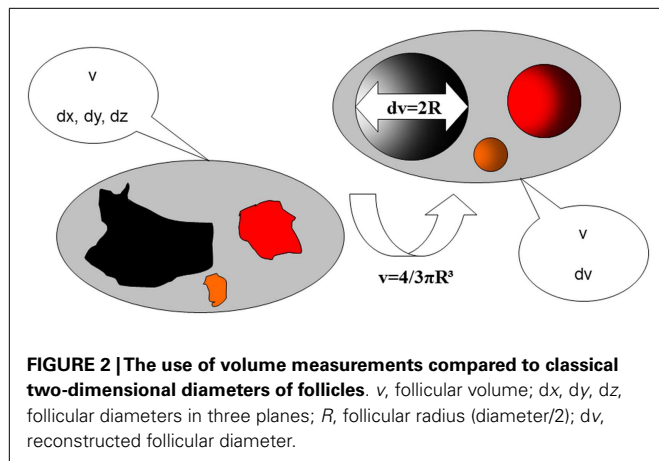 v
dx, dy, dz
dv=2R
v
dv
v=4/3πR³
FIGURE 2 | The use of volume measurements compared to classical
two-dimensional diameters of follicles. v, follicular volume; dx, dy, dz,
follicular diameters in three planes; R, follicular radius (diameter/2); dv,
reconstructed follicular diameter.